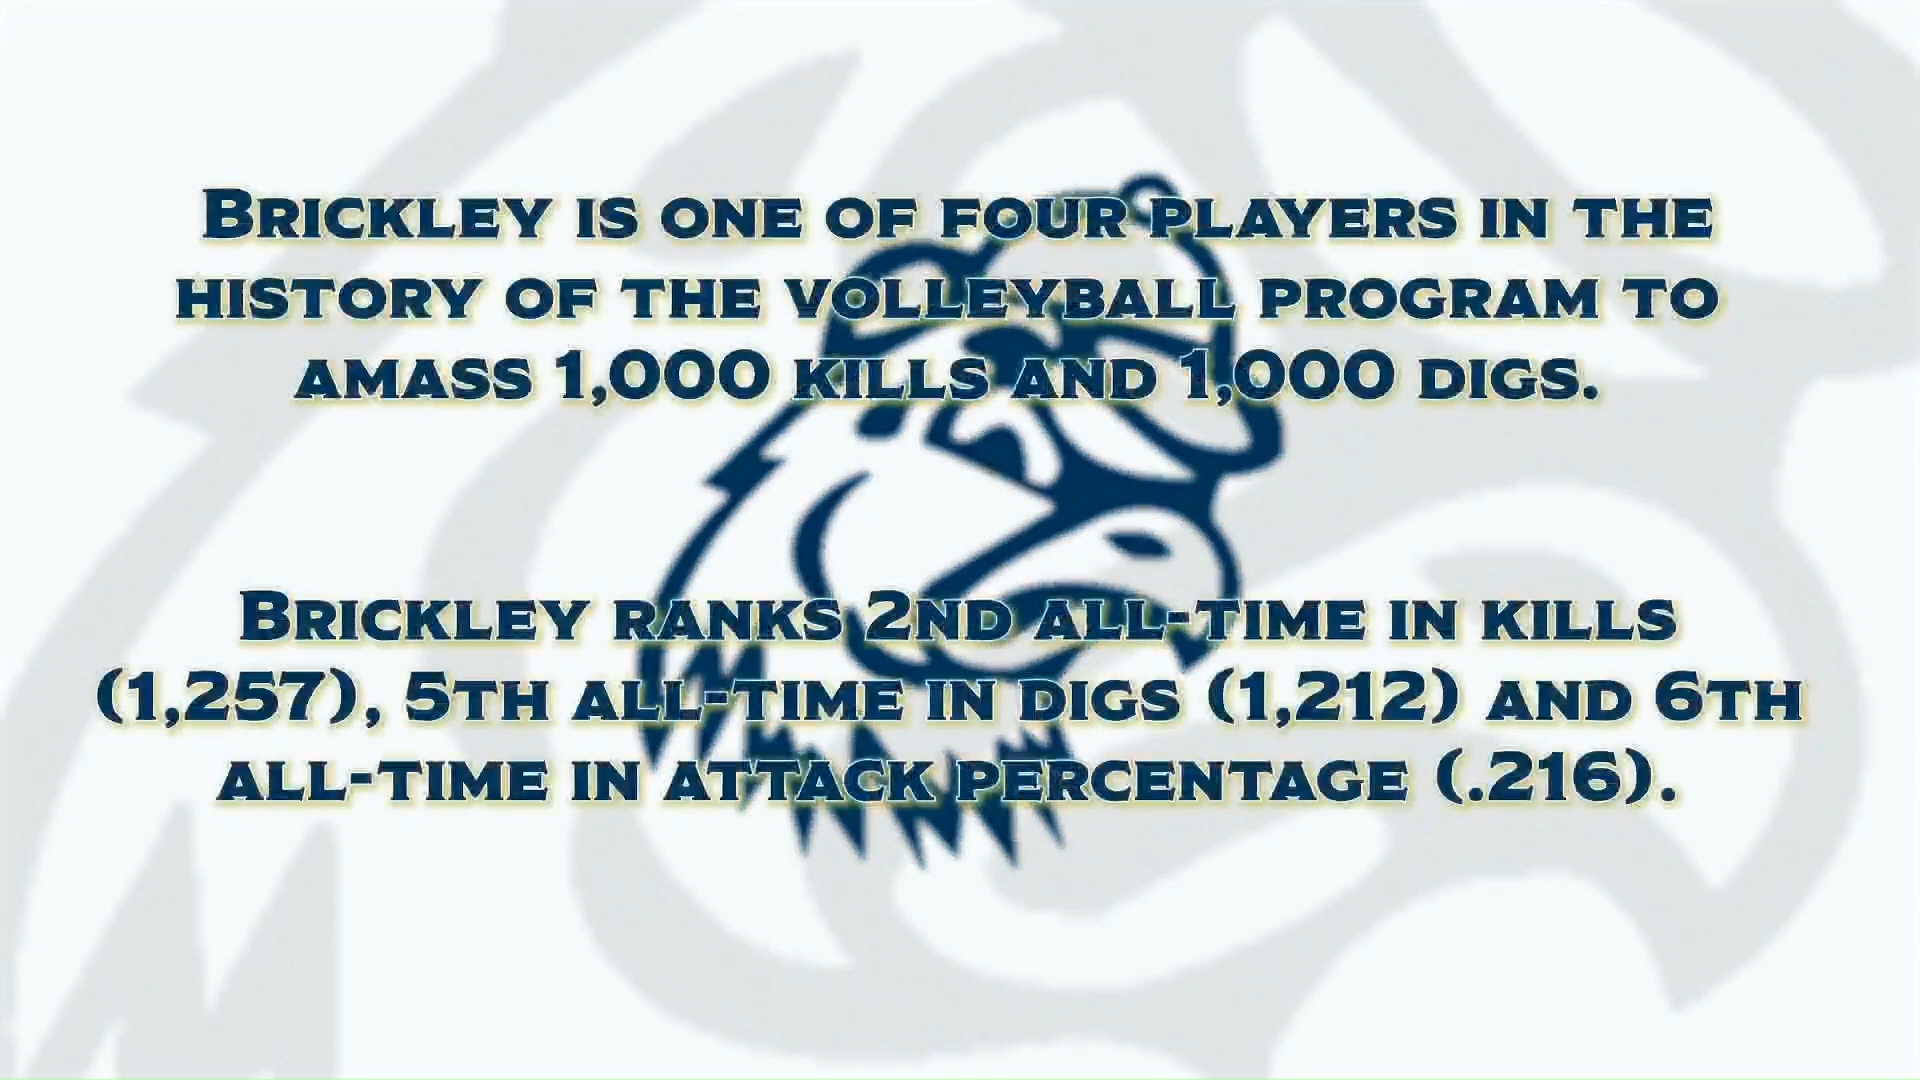 Brickley is one of four players in the
history of the volleyball program to
amass 1,000 kills and 1,000 digs.
Brickley ranks 2nd all-time in kills
(1,257), 5th all-time in digs (1,212) and 6th
all-time in attack percentage (.216).